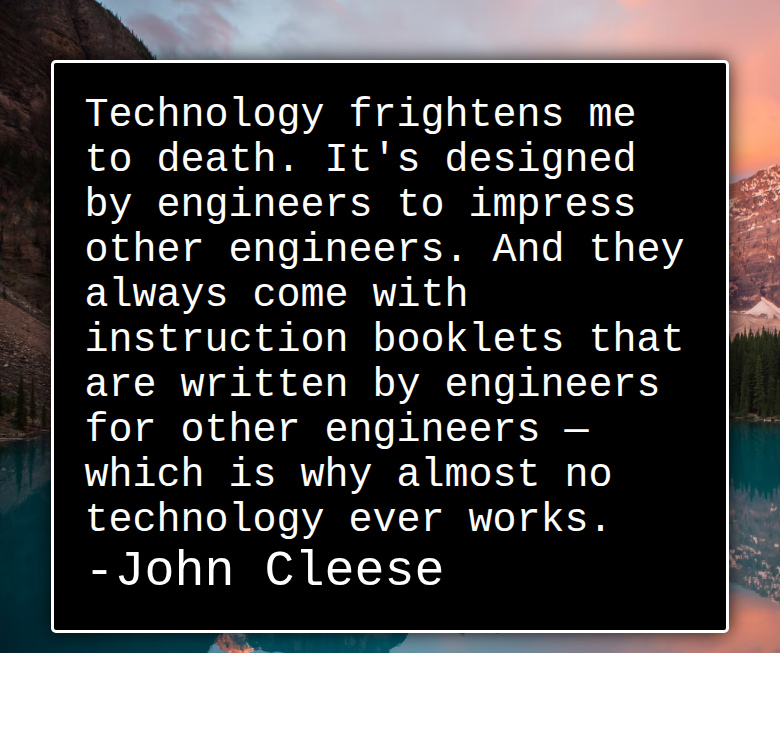 Technology frightens me
to death. It's designed
by engineers to impress
other engineers. And they
always come with
instruction booklets that
are written by engineers
for other engineers —
which is why almost no
technology ever works.
-John Cleese